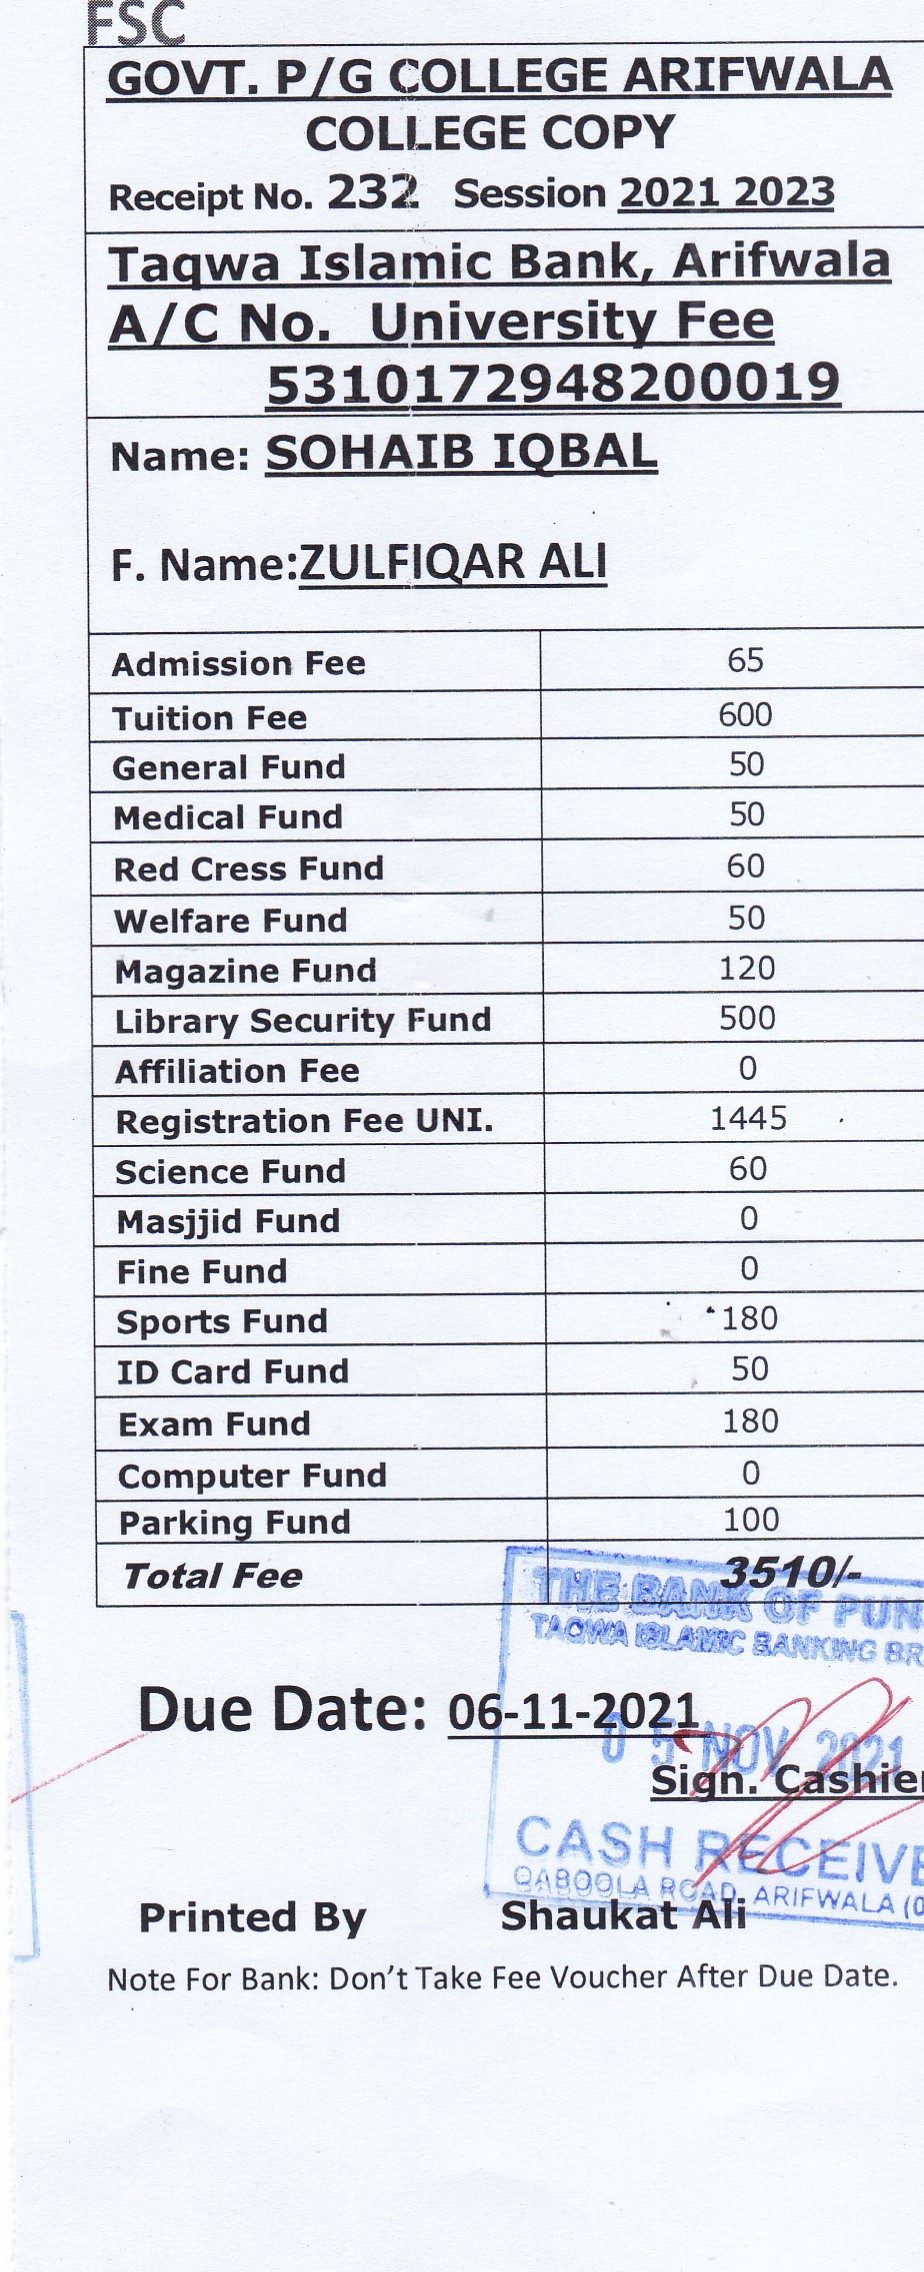 FSC
GOVT. P/G COLLEGE ARIFWALA
COLLEGE COPY
Receipt No. 232 Session 2021 2023
Taqwa Islamic Bank, Arifwala
A/C No. University Fee
5310172948200019
Name: SOHAIB IQBAL
F. Name:ZULFIQAR ALI
Admission Fee 65
Tuition Fee 600
General Fund 50
Medical Fund 50
Red Cress Fund 60
Welfare Fund 50
Magazine Fund 120
Library Security Fund 500
Affiliation Fee 0
Registration Fee UNI. 1445
Science Fund 60
Masjjid Fund 0
Fine Fund 0
Sports Fund 180
ID Card Fund 50
Exam Fund 180
Computer Fund 0
Parking Fund 100
Total Fee 3510/-
THE BANK OF PUN
TAQWA ISLAMIC BANKING BR
Due Date: 06-11-2021
05 NOV 2021
Sign. Cashier
CASH RECEIVE
QABOOLA ROAD, ARIFWALA (0
Printed By Shaukat Ali
Note For Bank: Don't Take Fee Voucher After Due Date.